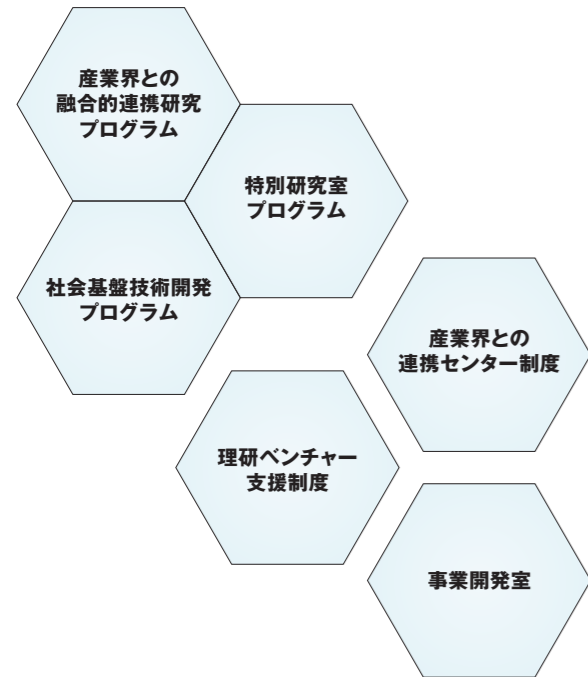 産業界との
融合的連携研究
プログラム
特別研究室
プログラム
社会基盤技術開発
プログラム
産業界との
連携センター制度
理研ベンチャー
支援制度
事業開発室